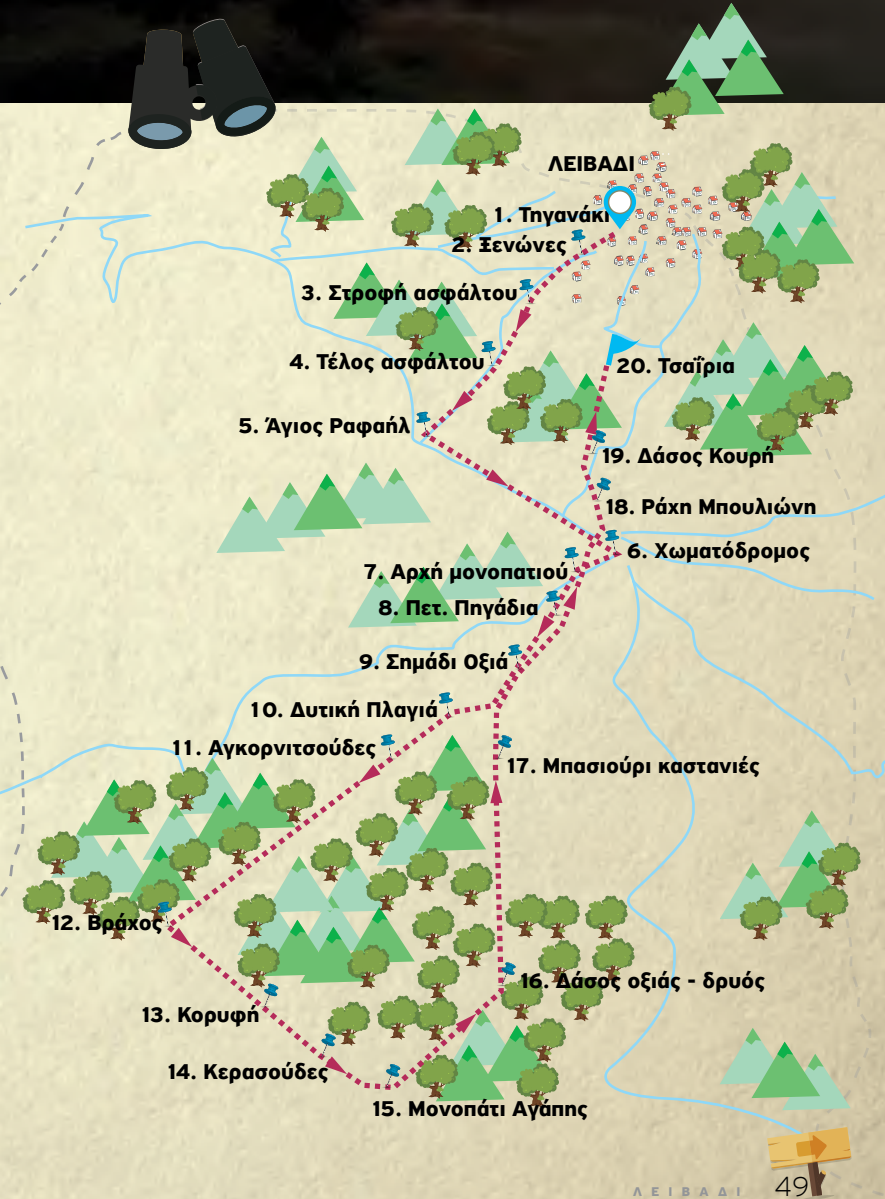 ΛΕΙΒΑΔΙ
1. Τηγανάκι
2. Ξενώνες
3. Στροφή ασφάλτου
4. Τέλος ασφάλτου
5. Άγιος Ραφαήλ
20. Τσαΐρια
19. Δάσος Κουρή
18. Ράχη Μπουλιώνη
6. Χωματόδρομος
7. Αρχή μονοπατιού
8. Πετ. Πηγάδια
9. Σημάδι Οξιά
10. Δυτική Πλαγιά
11. Αγκορνιτσούδες
17. Μπασιούρι καστανιές
12. Βράχος
16. Δάσος οξιάς - δρυός
13. Κορυφή
14. Κερασούδες
15. Μονοπάτι Αγάπης
ΛΕΙΒΑΔΙ 49